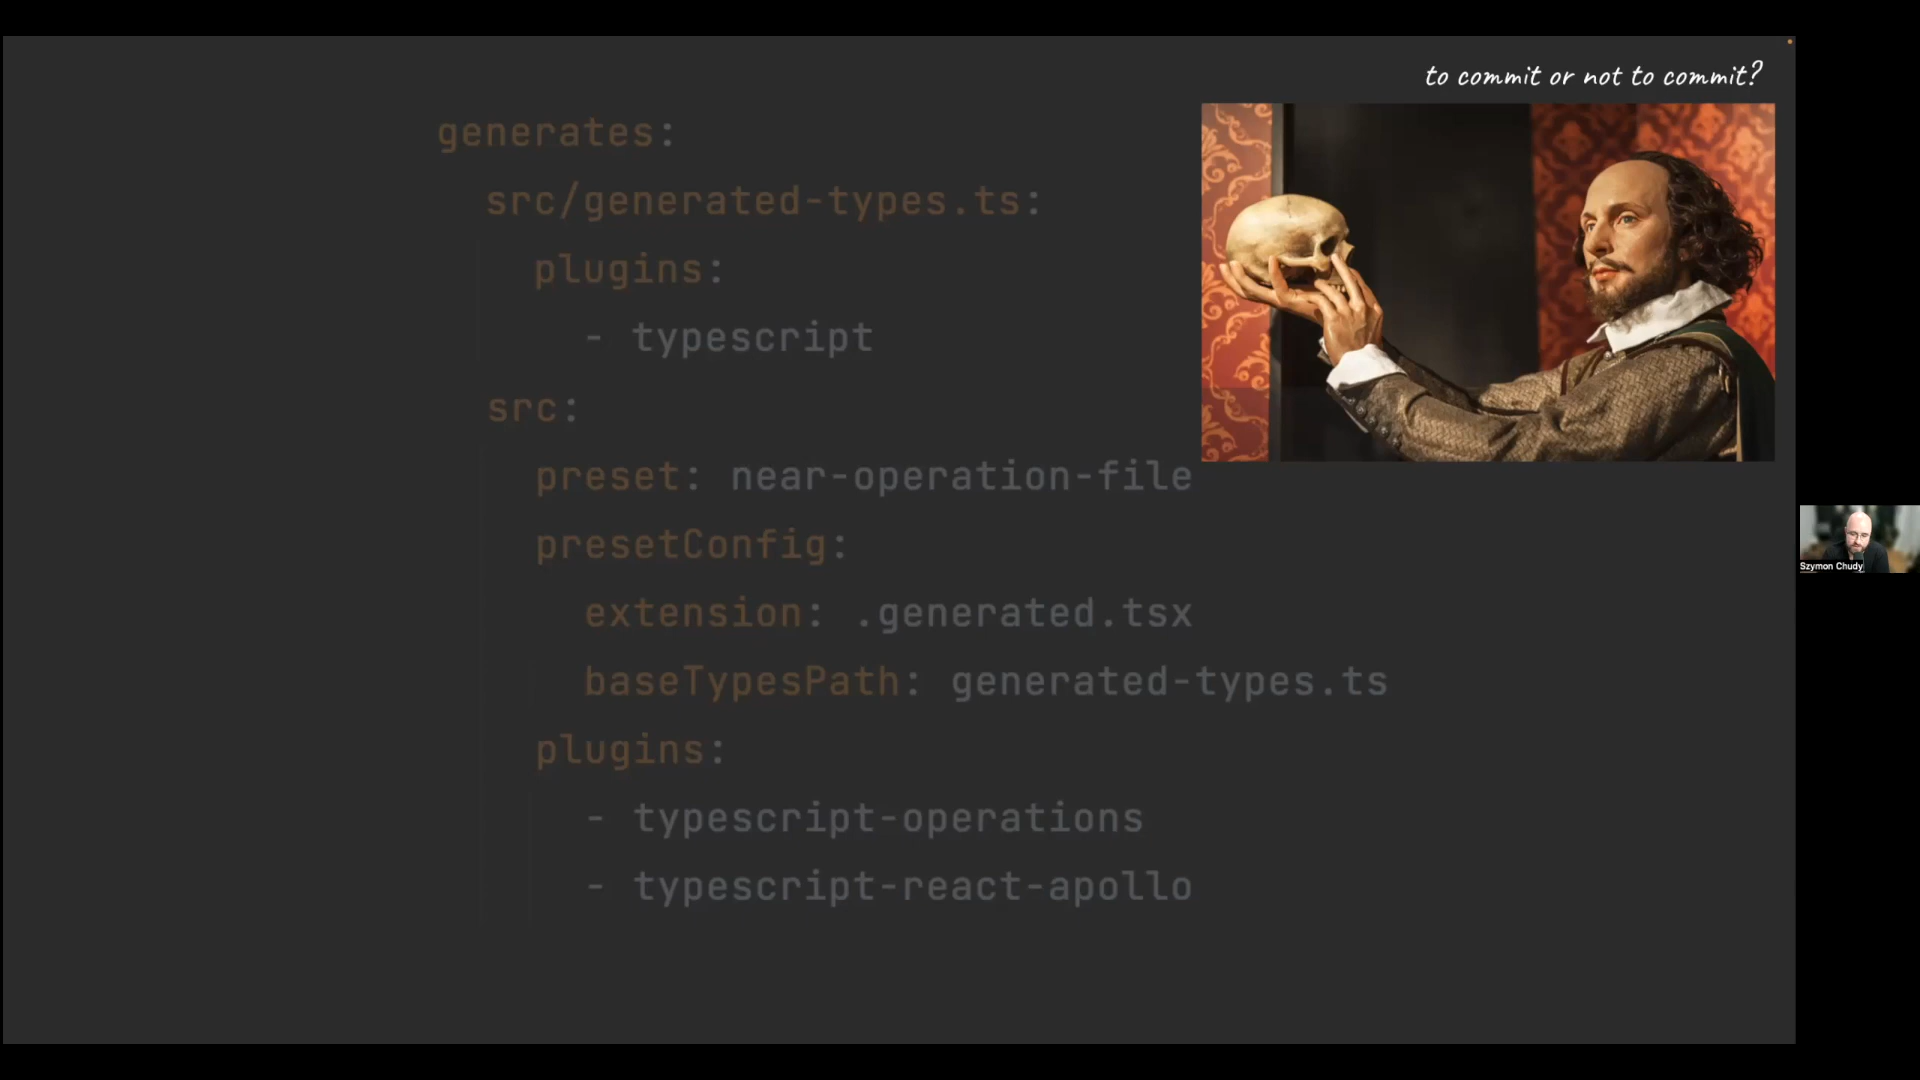 to commit or not to commit?
generates:
src/generated-types.ts:
plugins:
- typescript
src:
preset: near-operation-file
presetConfig:
extension: .generated.tsx
baseTypesPath: generated-types.ts
plugins:
- typescript-operations
- typescript-react-apollo
Szymon Chudy